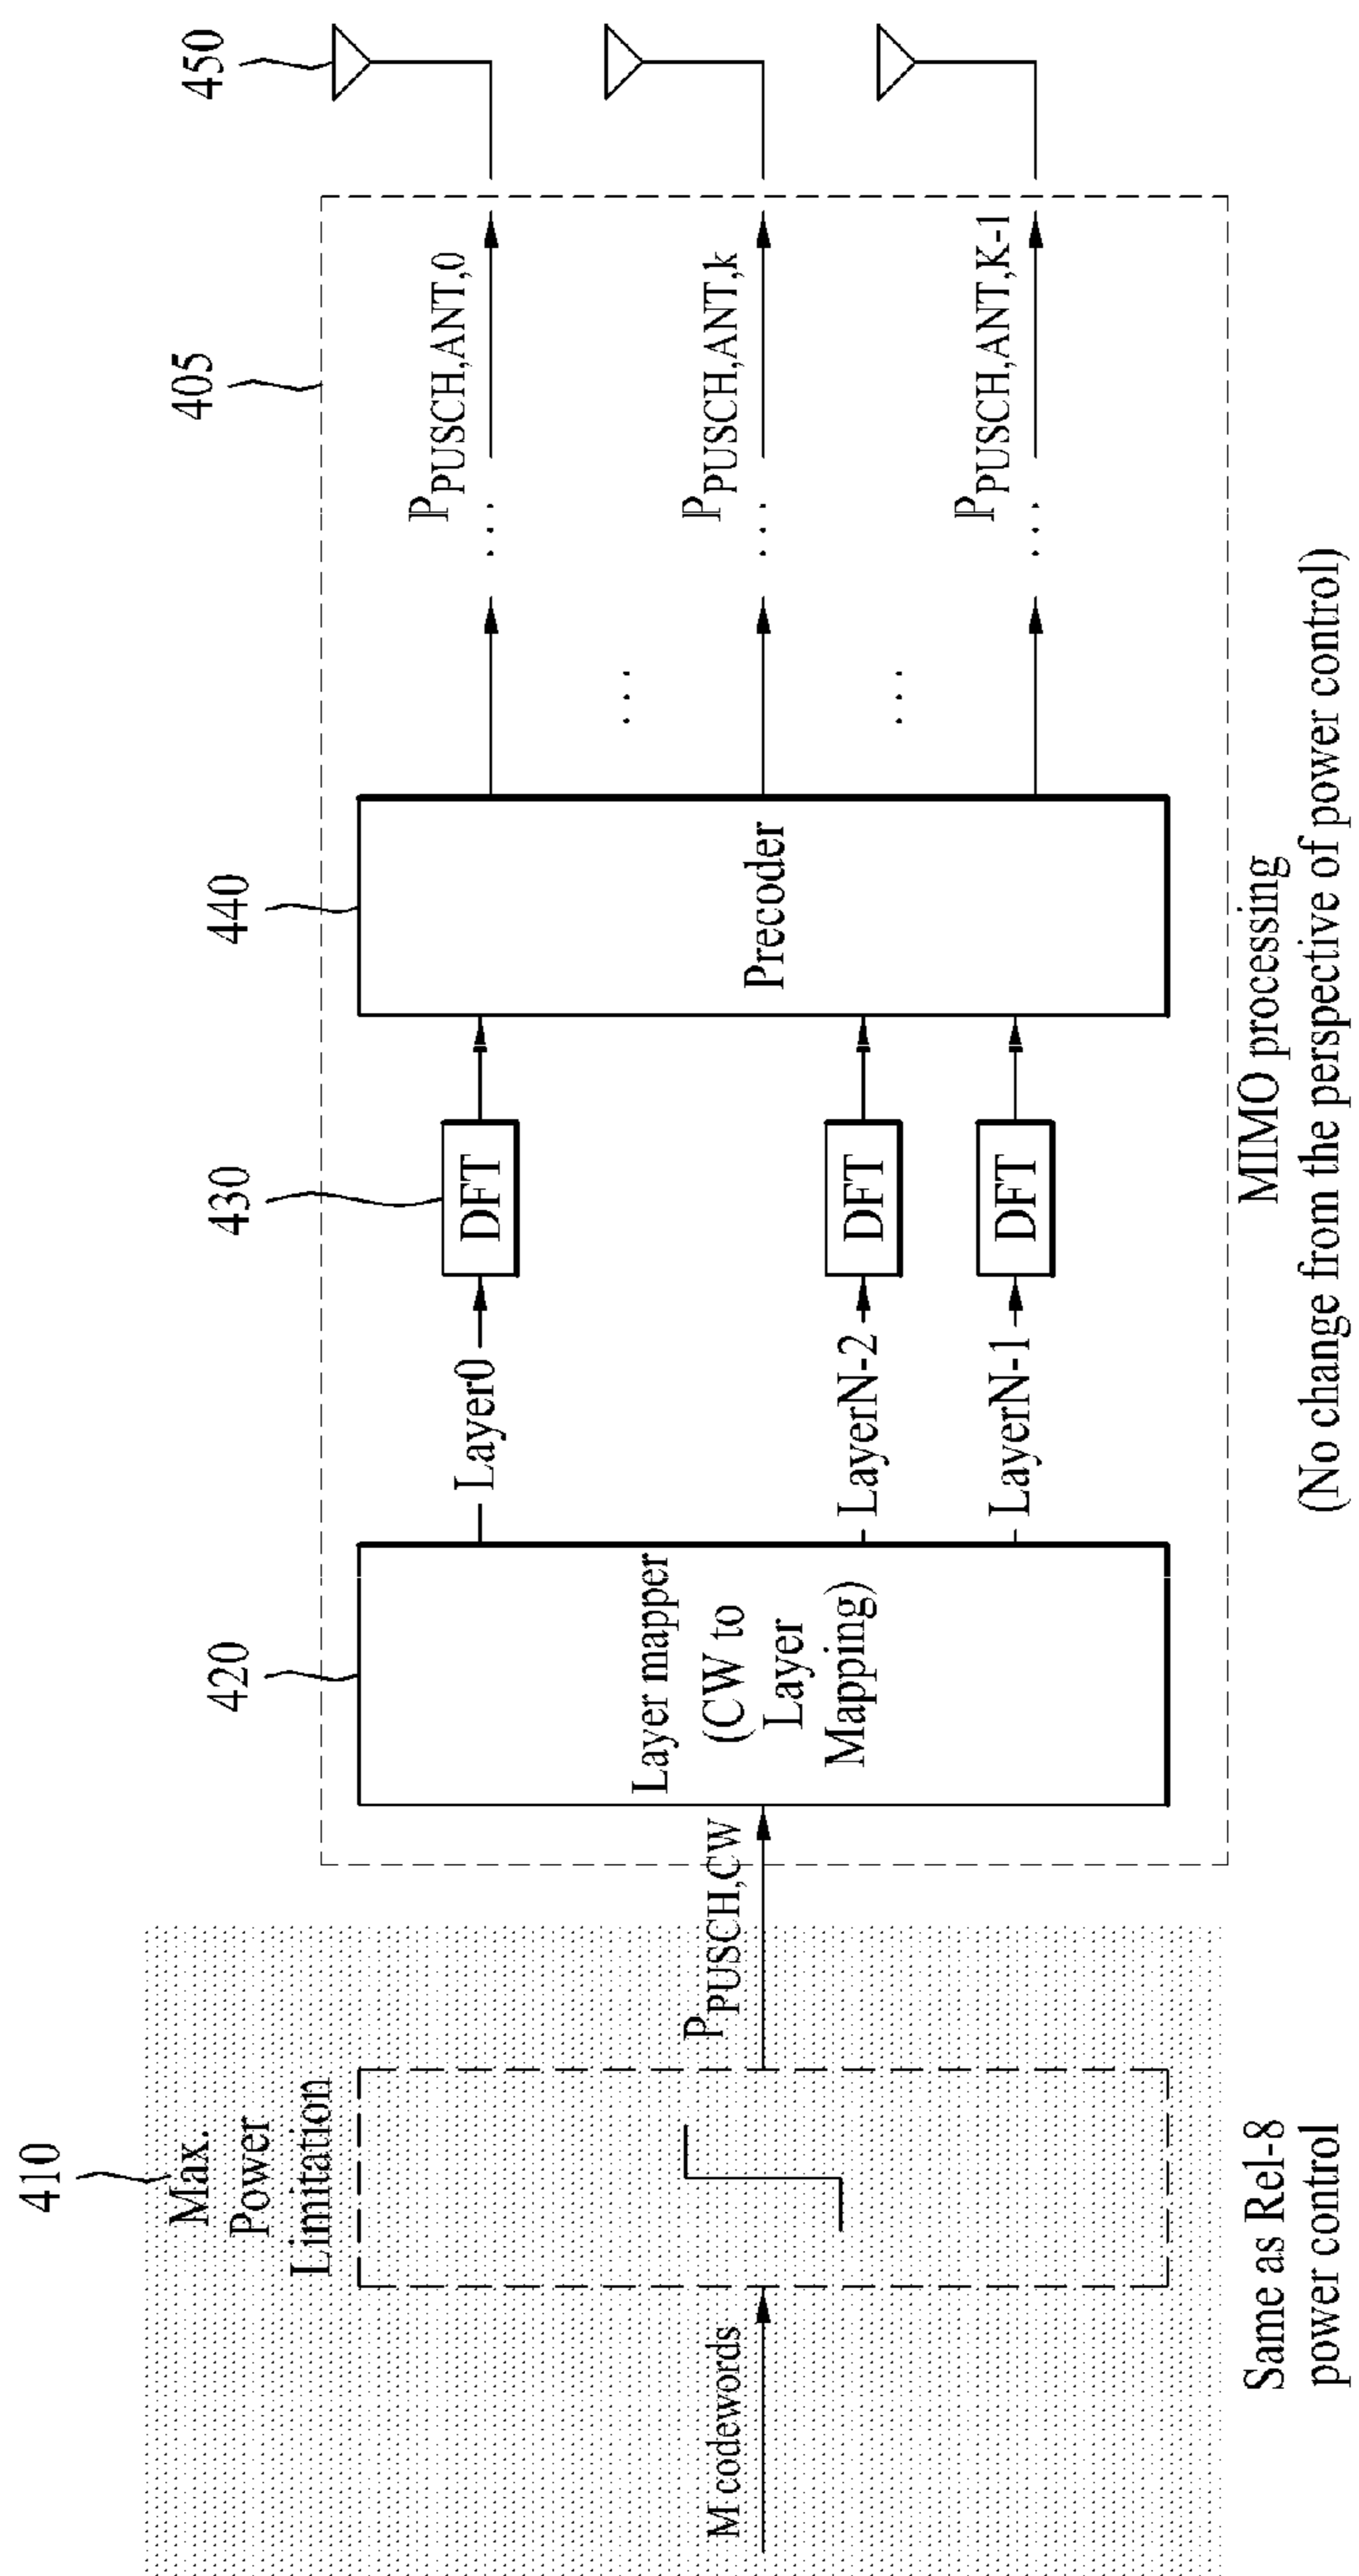 410
Max.
Power
Limitation
M codewords
P_PUSCH,CW
Same as Rel-8
power control
405
420
Layer mapper
(CW to
Layer
Mapping)
Layer0
LayerN-2
LayerN-1
430
DFT
DFT
DFT
440
Precoder
...
...
...
...
...
P_PUSCH,ANT,0
P_PUSCH,ANT,k
P_PUSCH,ANT,K-1
450
MIMO processing
(No change from the perspective of power control)